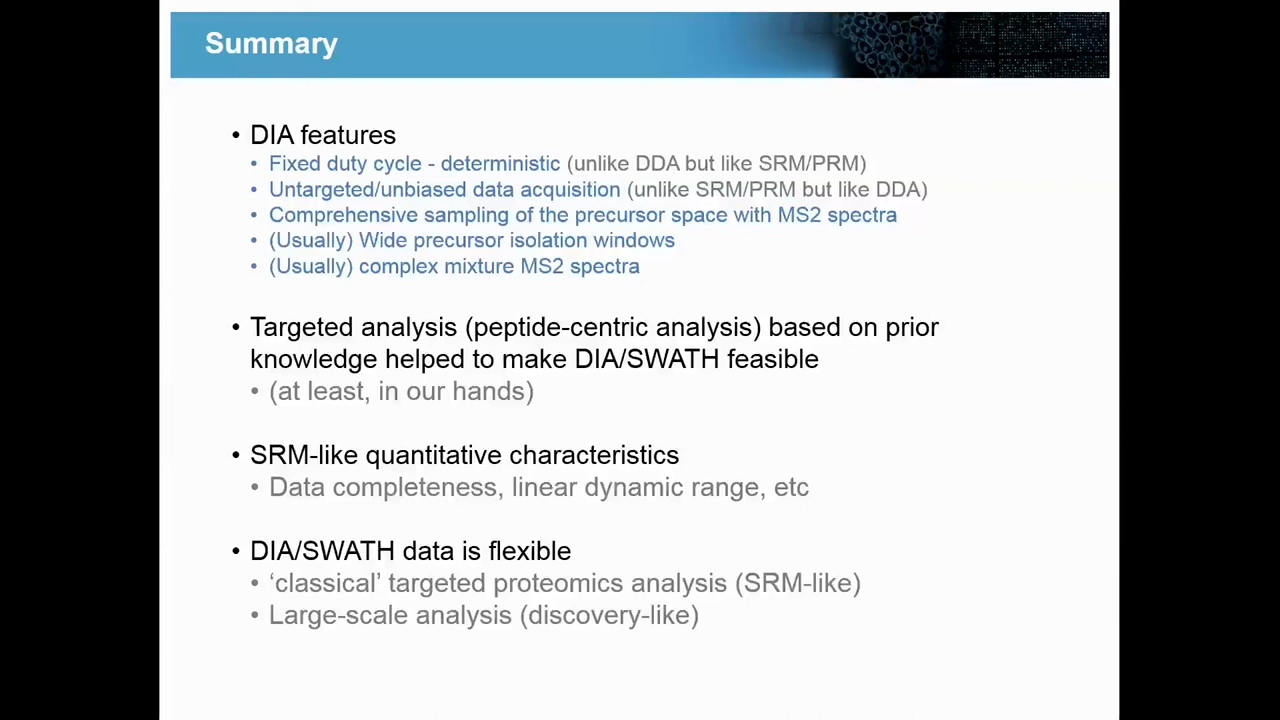 Summary
• DIA features
• Fixed duty cycle - deterministic (unlike DDA but like SRM/PRM)
• Untargeted/unbiased data acquisition (unlike SRM/PRM but like DDA)
• Comprehensive sampling of the precursor space with MS2 spectra
• (Usually) Wide precursor isolation windows
• (Usually) complex mixture MS2 spectra
• Targeted analysis (peptide-centric analysis) based on prior
knowledge helped to make DIA/SWATH feasible
• (at least, in our hands)
• SRM-like quantitative characteristics
• Data completeness, linear dynamic range, etc
• DIA/SWATH data is flexible
• ‘classical’ targeted proteomics analysis (SRM-like)
• Large-scale analysis (discovery-like)